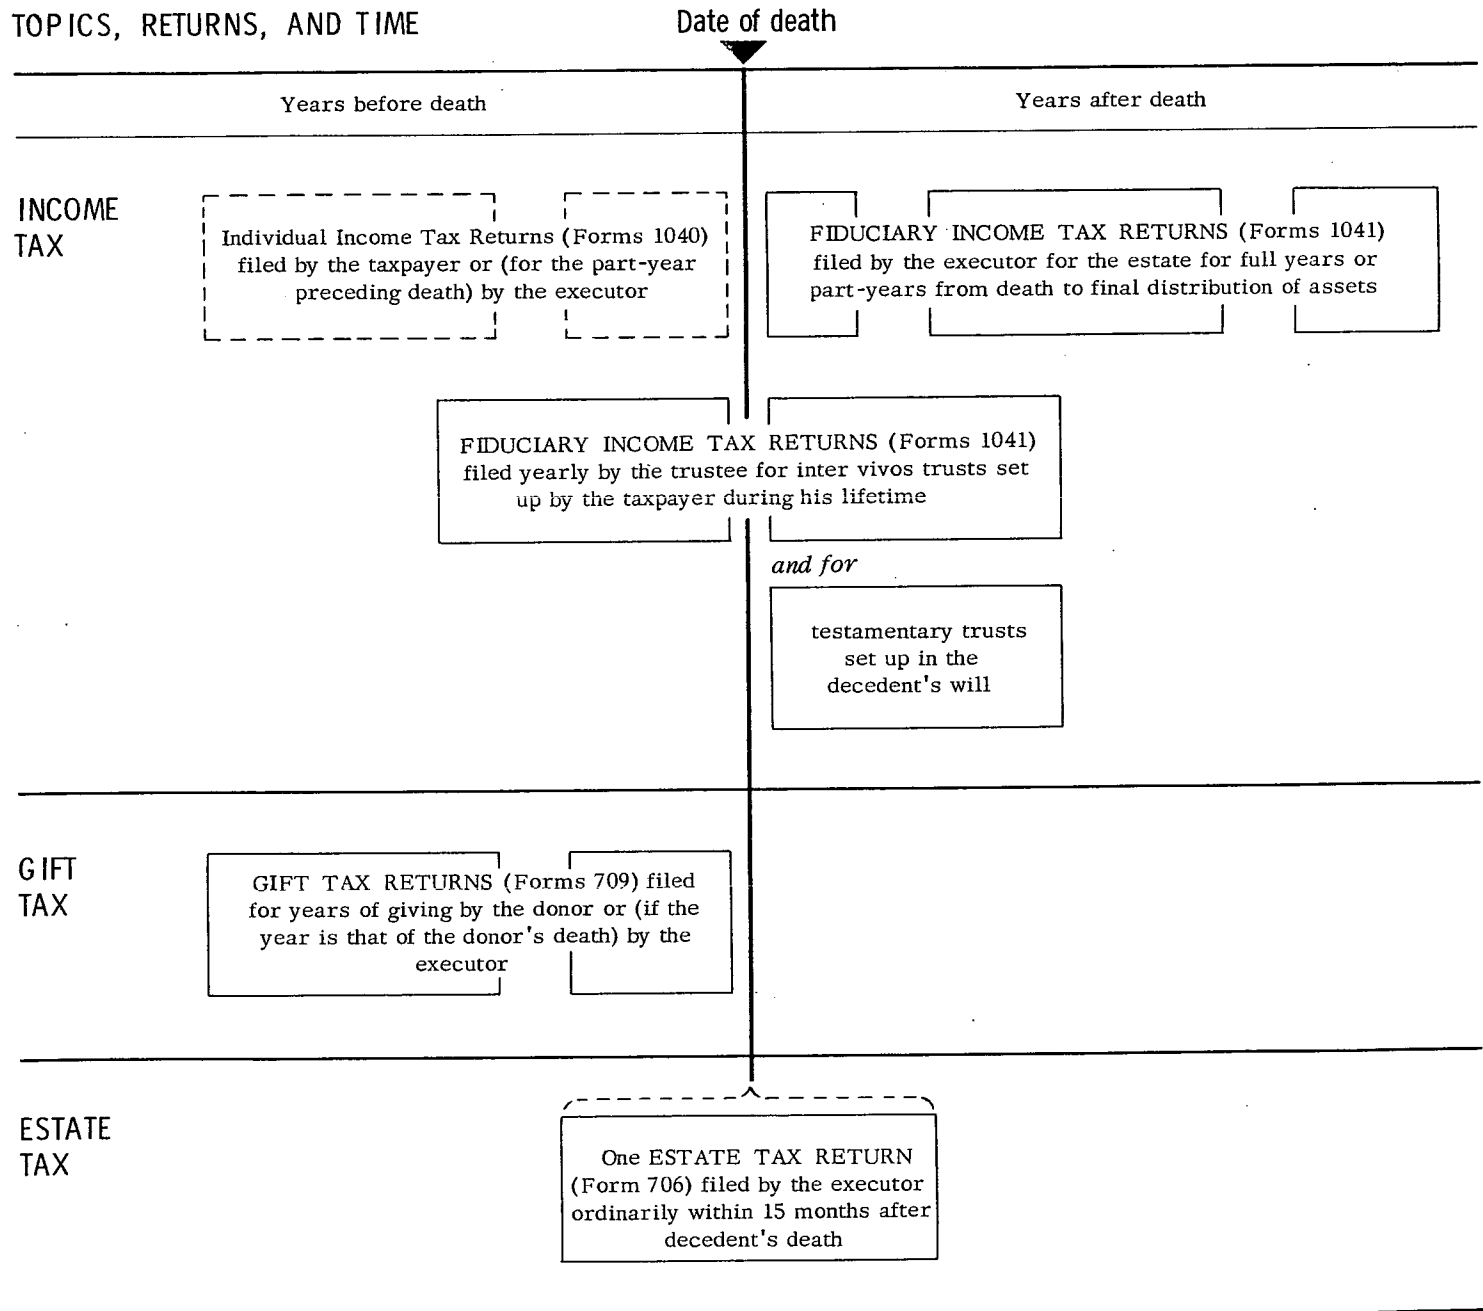 TOPICS, RETURNS, AND TIME
Date of death
Years before death
Years after death
INCOME
TAX
Individual Income Tax Returns (Forms 1040)
filed by the taxpayer or (for the part-year
preceding death) by the executor
FIDUCIARY INCOME TAX RETURNS (Forms 1041)
filed by the executor for the estate for full years or
part-years from death to final distribution of assets
FIDUCIARY INCOME TAX RETURNS (Forms 1041)
filed yearly by the trustee for inter vivos trusts set
up by the taxpayer during his lifetime
and for
testamentary trusts
set up in the
decedent's will
GIFT
TAX
GIFT TAX RETURNS (Forms 709) filed
for years of giving by the donor or (if the
year is that of the donor's death) by the
executor
ESTATE
TAX
One ESTATE TAX RETURN
(Form 706) filed by the executor
ordinarily within 15 months after
decedent's death